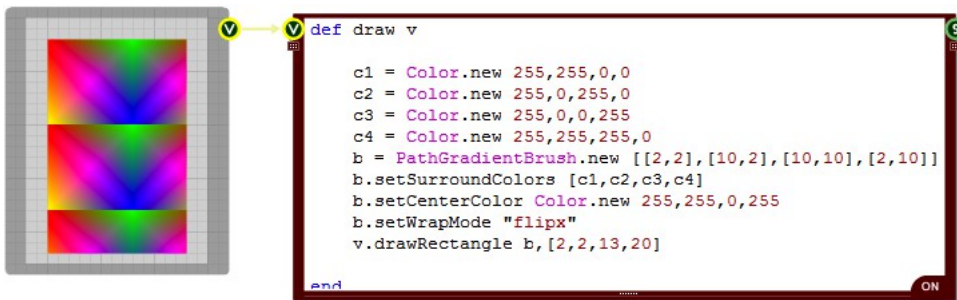 V
V
def draw v
c1 = Color.new 255,255,0,0
c2 = Color.new 255,0,255,0
c3 = Color.new 255,0,0,255
c4 = Color.new 255,255,255,0
b = PathGradientBrush.new [[2,2],[10,2],[10,10],[2,10]]
b.setSurroundColors [c1,c2,c3,c4]
b.setCenterColor Color.new 255,255,0,255
b.setWrapMode "flipx"
v.drawRectangle b,[2,2,13,20]
end
ON